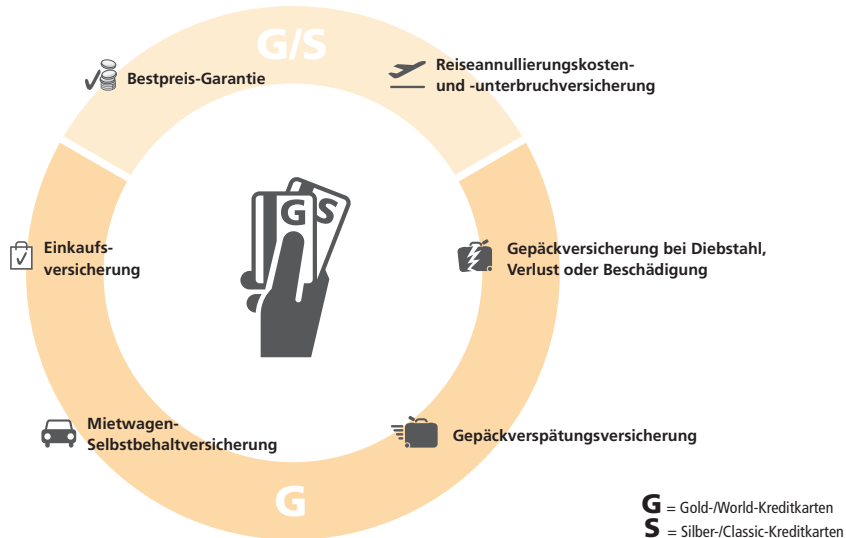 G/S
Bestpreis-Garantie
Reiseannullierungskosten-
und -unterbruchversicherung
G S
Einkaufs-
versicherung
Gepäckversicherung bei Diebstahl,
Verlust oder Beschädigung
Mietwagen-
Selbstbehaltversicherung
Gepäckverspätungsversicherung
G
G = Gold-/World-Kreditkarten
S = Silber-/Classic-Kreditkarten